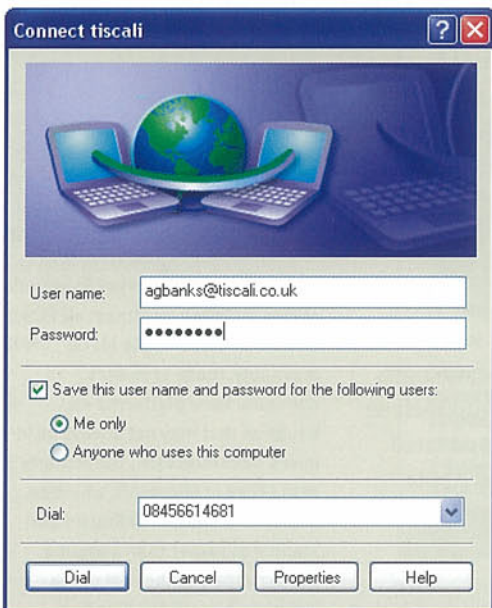 Connect tiscali
User name: agbanks@tiscali.co.uk
Password: ••••••••
Save this user name and password for the following users:
Me only
Anyone who uses this computer
Dial: 08456614681
Dial Cancel Properties Help